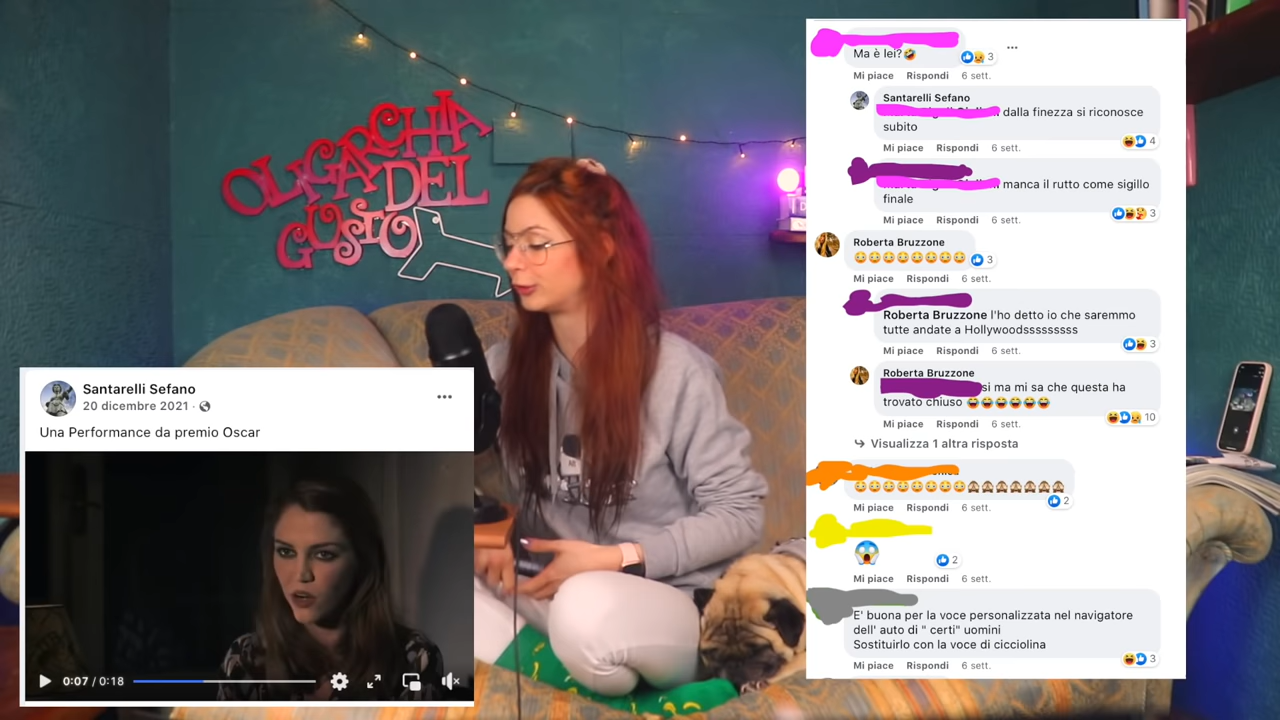 OLIGARCHIA
DEL
GUSTO
Santarelli Sefano
20 dicembre 2021 ·
Una Performance da premio Oscar
0:07 / 0:18
Ma è lei?🤣
3
Mi piace Rispondi 6 sett.
Santarelli Sefano
dalla finezza si riconosce
subito
4
Mi piace Rispondi 6 sett.
manca il rutto come sigillo
finale
3
Mi piace Rispondi 6 sett.
Roberta Bruzzone
😳😳😳😳😳😳😳😳
3
Mi piace Rispondi 6 sett.
Roberta Bruzzone l'ho detto io che saremmo
tutte andate a Hollywoodsssssssss
3
Mi piace Rispondi 6 sett.
Roberta Bruzzone
si ma mi sa che questa ha
trovato chiuso 😂😂😂😂😂😂
10
Mi piace Rispondi 6 sett.
Visualizza 1 altra risposta
😳😳😳😳😳😳😳😳🙈🙈🙈🙈🙈🙈🙈
2
Mi piace Rispondi 6 sett.
😱
2
Mi piace Rispondi 6 sett.
E' buona per la voce personalizzata nel navigatore
dell' auto di " certi" uomini
Sostituirlo con la voce di cicciolina
3
Mi piace Rispondi 6 sett.